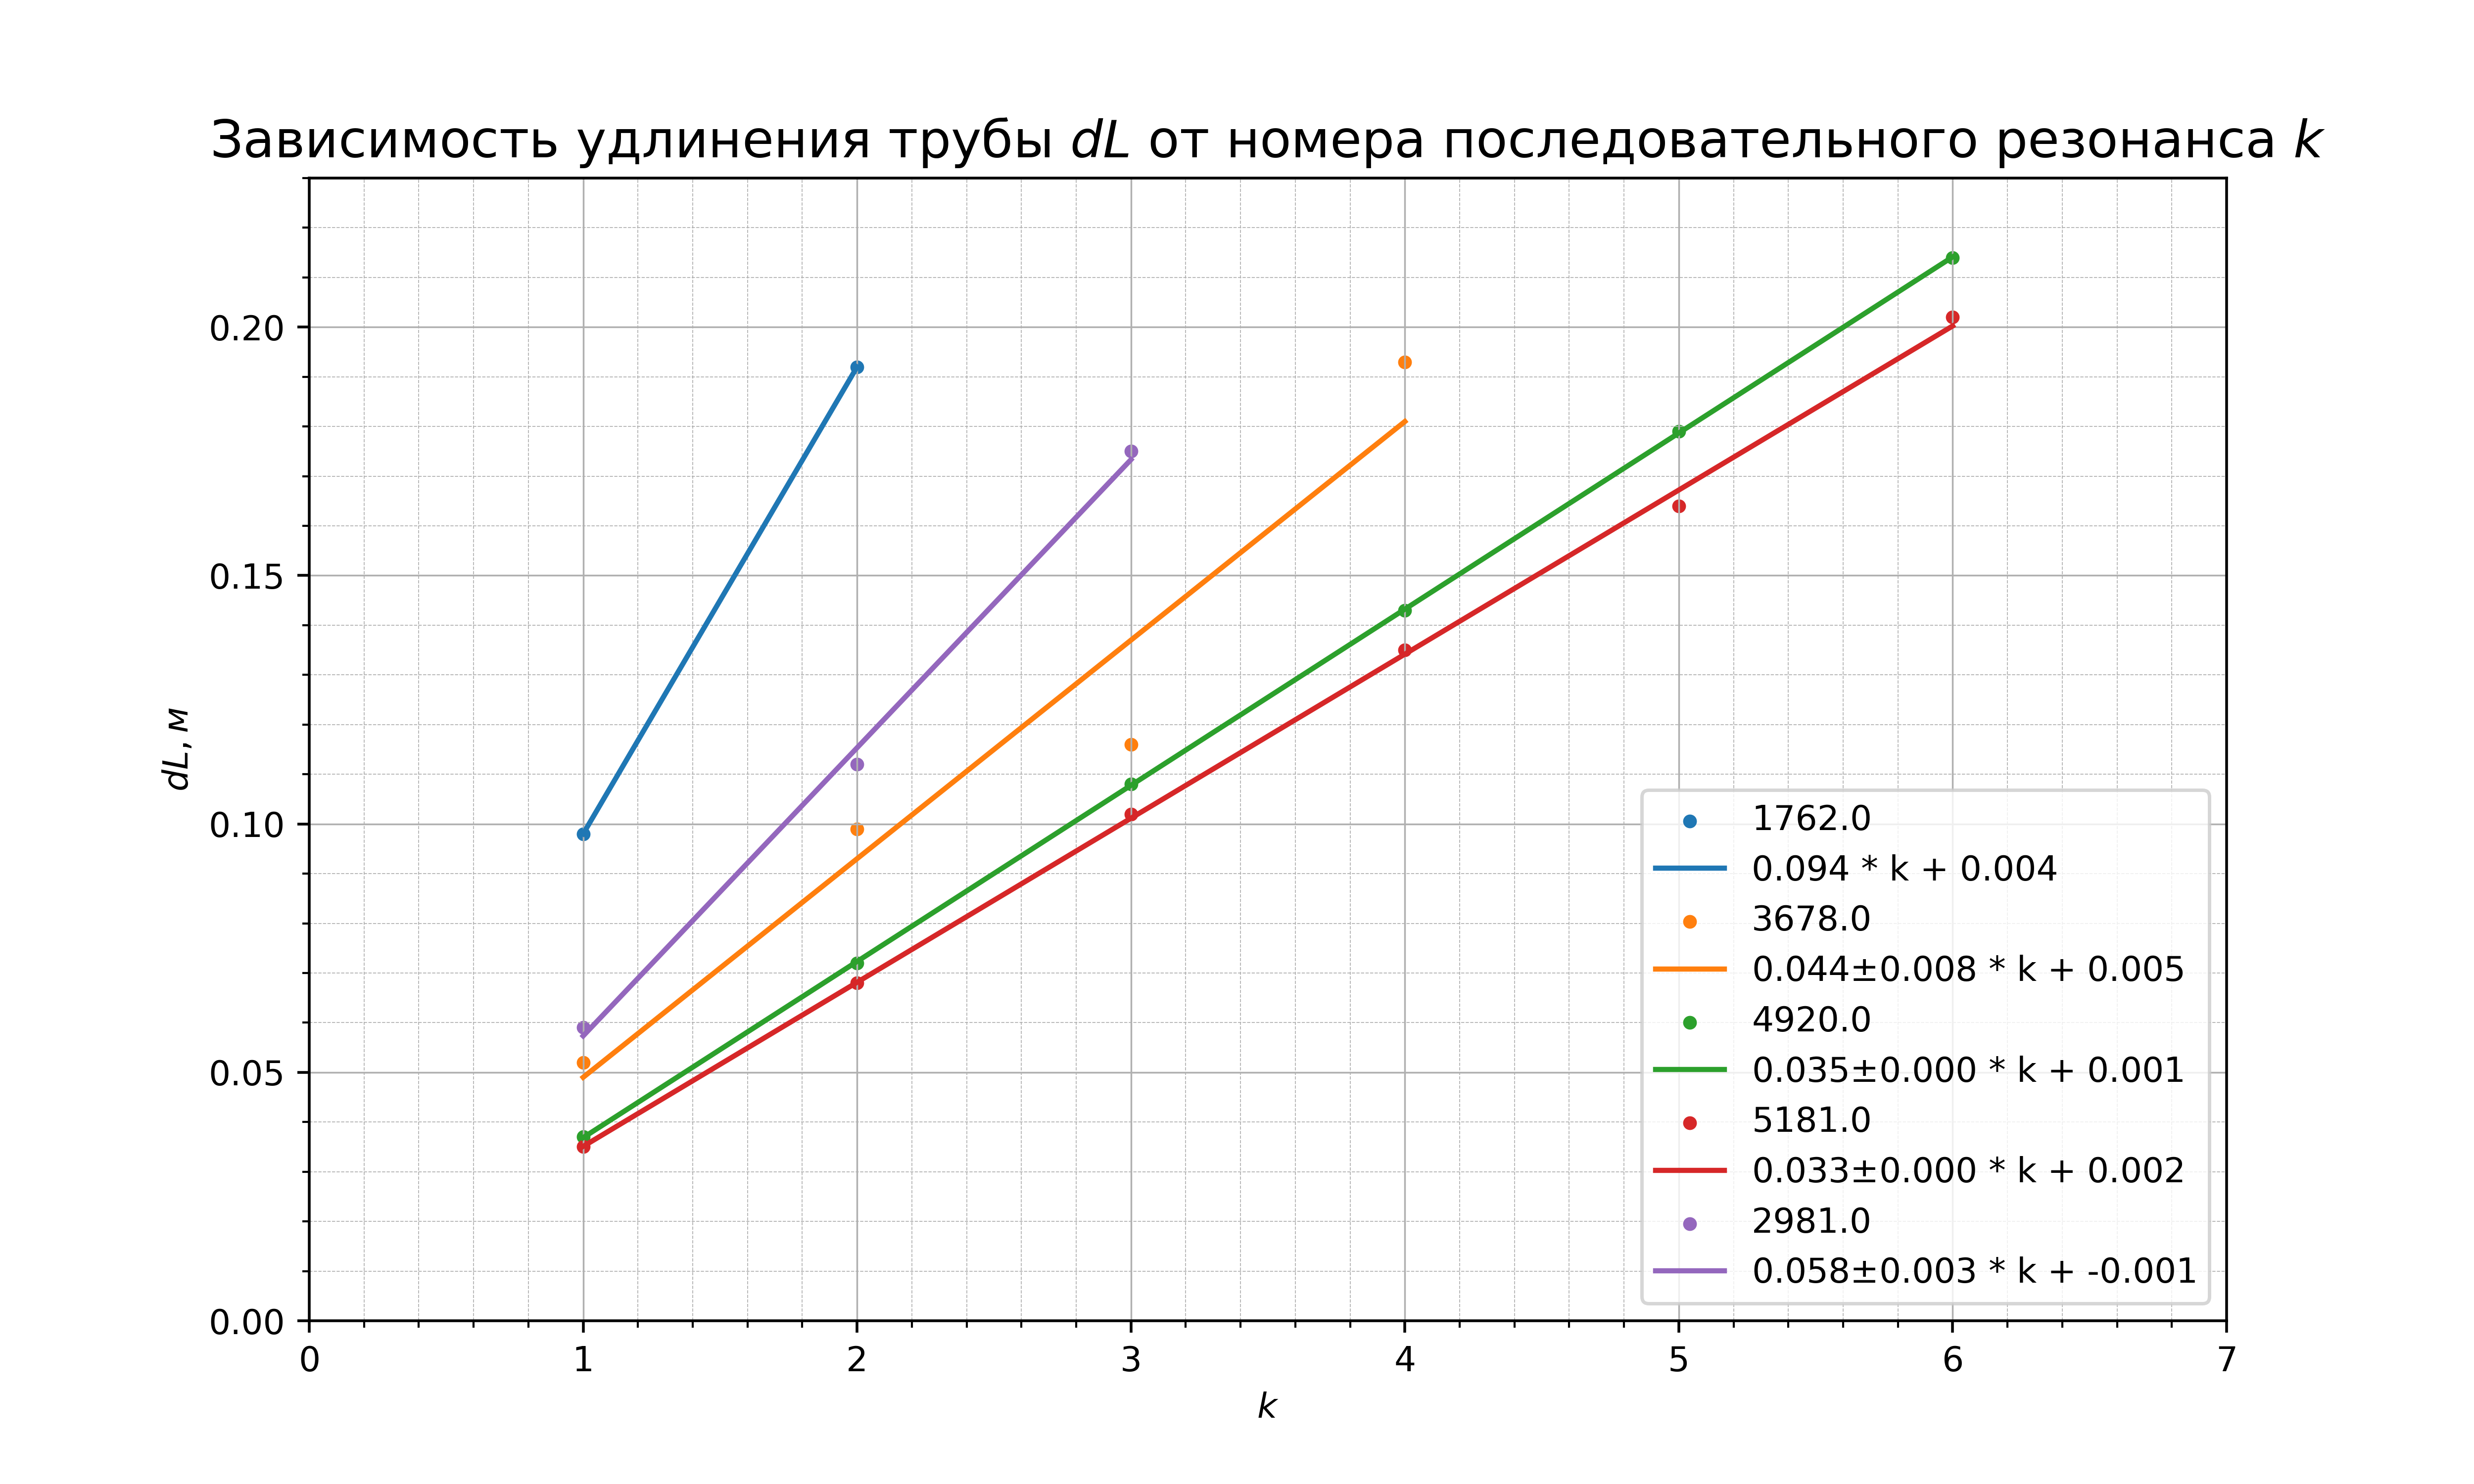 Зависимость удлинения трубы dL от номера последовательного резонанса k
0.20
0.15
0.10
0.05
0.00
dL, м
0 1 2 3 4 5 6 7
k
1762.0
0.094 * k + 0.004
3678.0
0.044±0.008 * k + 0.005
4920.0
0.035±0.000 * k + 0.001
5181.0
0.033±0.000 * k + 0.002
2981.0
0.058±0.003 * k + -0.001